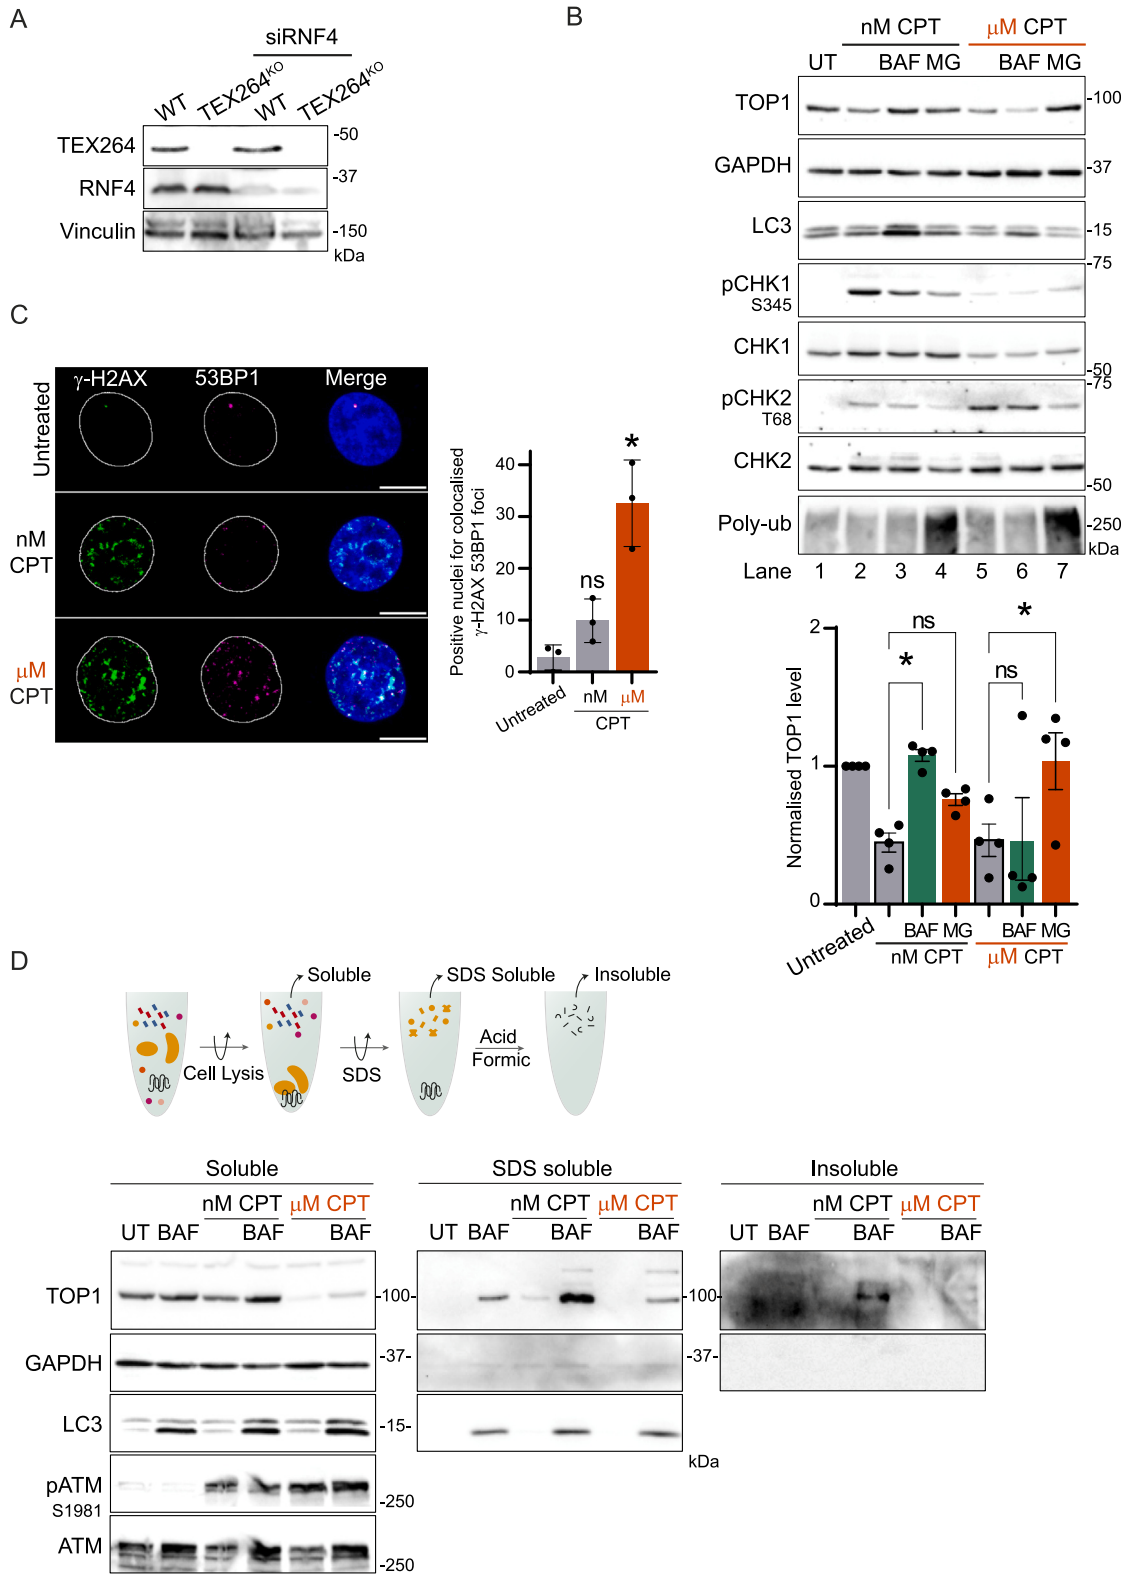 A
siRNF4
WT
TEX264KO
WT
TEX264KO
TEX264
-50
RNF4
-37
Vinculin
-150
kDa
B
nM CPT
μM CPT
UT
BAF
MG
BAF
MG
TOP1
-100
GAPDH
-37
LC3
-15
-75
pCHK1
S345
CHK1
-50
-75
pCHK2
T68
CHK2
-50
Poly-ub
-250
kDa
Lane
1 2 3 4 5 6 7
Normalised TOP1 level
2
1
0
*
ns
ns
*
Untreated
BAF MG
BAF MG
nM CPT
μM CPT
C
γ-H2AX
53BP1
Merge
Untreated
nM
CPT
μM
CPT
Positive nuclei for colocalised
γ-H2AX 53BP1 foci
40
30
20
10
0
ns
*
Untreated
nM
μM
CPT
D
Soluble
SDS Soluble
Insoluble
Cell Lysis
SDS
Acid
Formic
Soluble
SDS soluble
Insoluble
nM CPT
μM CPT
nM CPT
μM CPT
nM CPT
μM CPT
UT BAF BAF BAF
UT BAF BAF BAF
UT BAF BAF BAF
TOP1
-100-
-100-
GAPDH
-37-
-37-
LC3
-15-
kDa
pATM
S1981
-250
ATM
-250